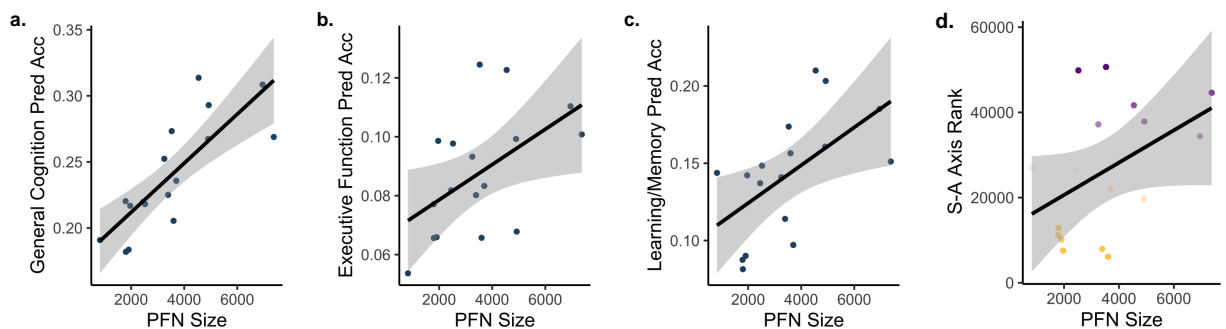 a.
General Cognition Pred Acc
0.35
0.30
0.25
0.20
2000 4000 6000
PFN Size
b.
Executive Function Pred Acc
0.12
0.10
0.08
0.06
2000 4000 6000
PFN Size
c.
Learning/Memory Pred Acc
0.20
0.15
0.10
2000 4000 6000
PFN Size
d.
S-A Axis Rank
60000
40000
20000
0
2000 4000 6000
PFN Size